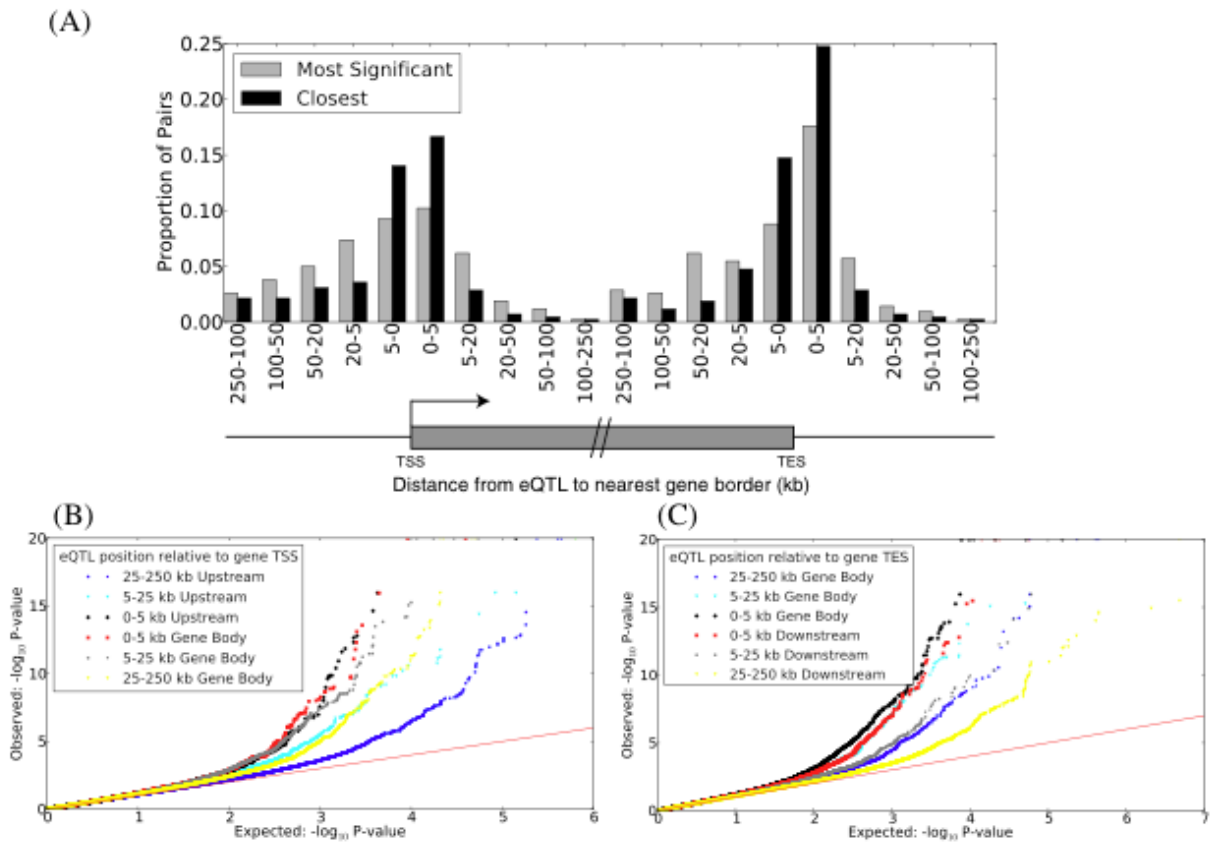 (A)
0.25
0.20
0.15
0.10
0.05
0.00
Proportion of Pairs
Most Significant
Closest
250-100
100-50
50-20
20-5
5-0
0-5
5-20
20-50
50-100
100-250
250-100
100-50
50-20
20-5
5-0
0-5
5-20
20-50
50-100
100-250
TSS
TES
Distance from eQTL to nearest gene border (kb)
(B)
20
15
10
5
0
Observed: -log₁₀ P-value
eQTL position relative to gene TSS
25-250 kb Upstream
5-25 kb Upstream
0-5 kb Upstream
0-5 kb Gene Body
5-25 kb Gene Body
25-250 kb Gene Body
0 1 2 3 4 5 6
Expected: -log₁₀ P-value
(C)
20
15
10
5
0
Observed: -log₁₀ P-value
eQTL position relative to gene TES
25-250 kb Gene Body
5-25 kb Gene Body
0-5 kb Gene Body
0-5 kb Downstream
5-25 kb Downstream
25-250 kb Downstream
0 1 2 3 4 5 6 7
Expected: -log₁₀ P-value